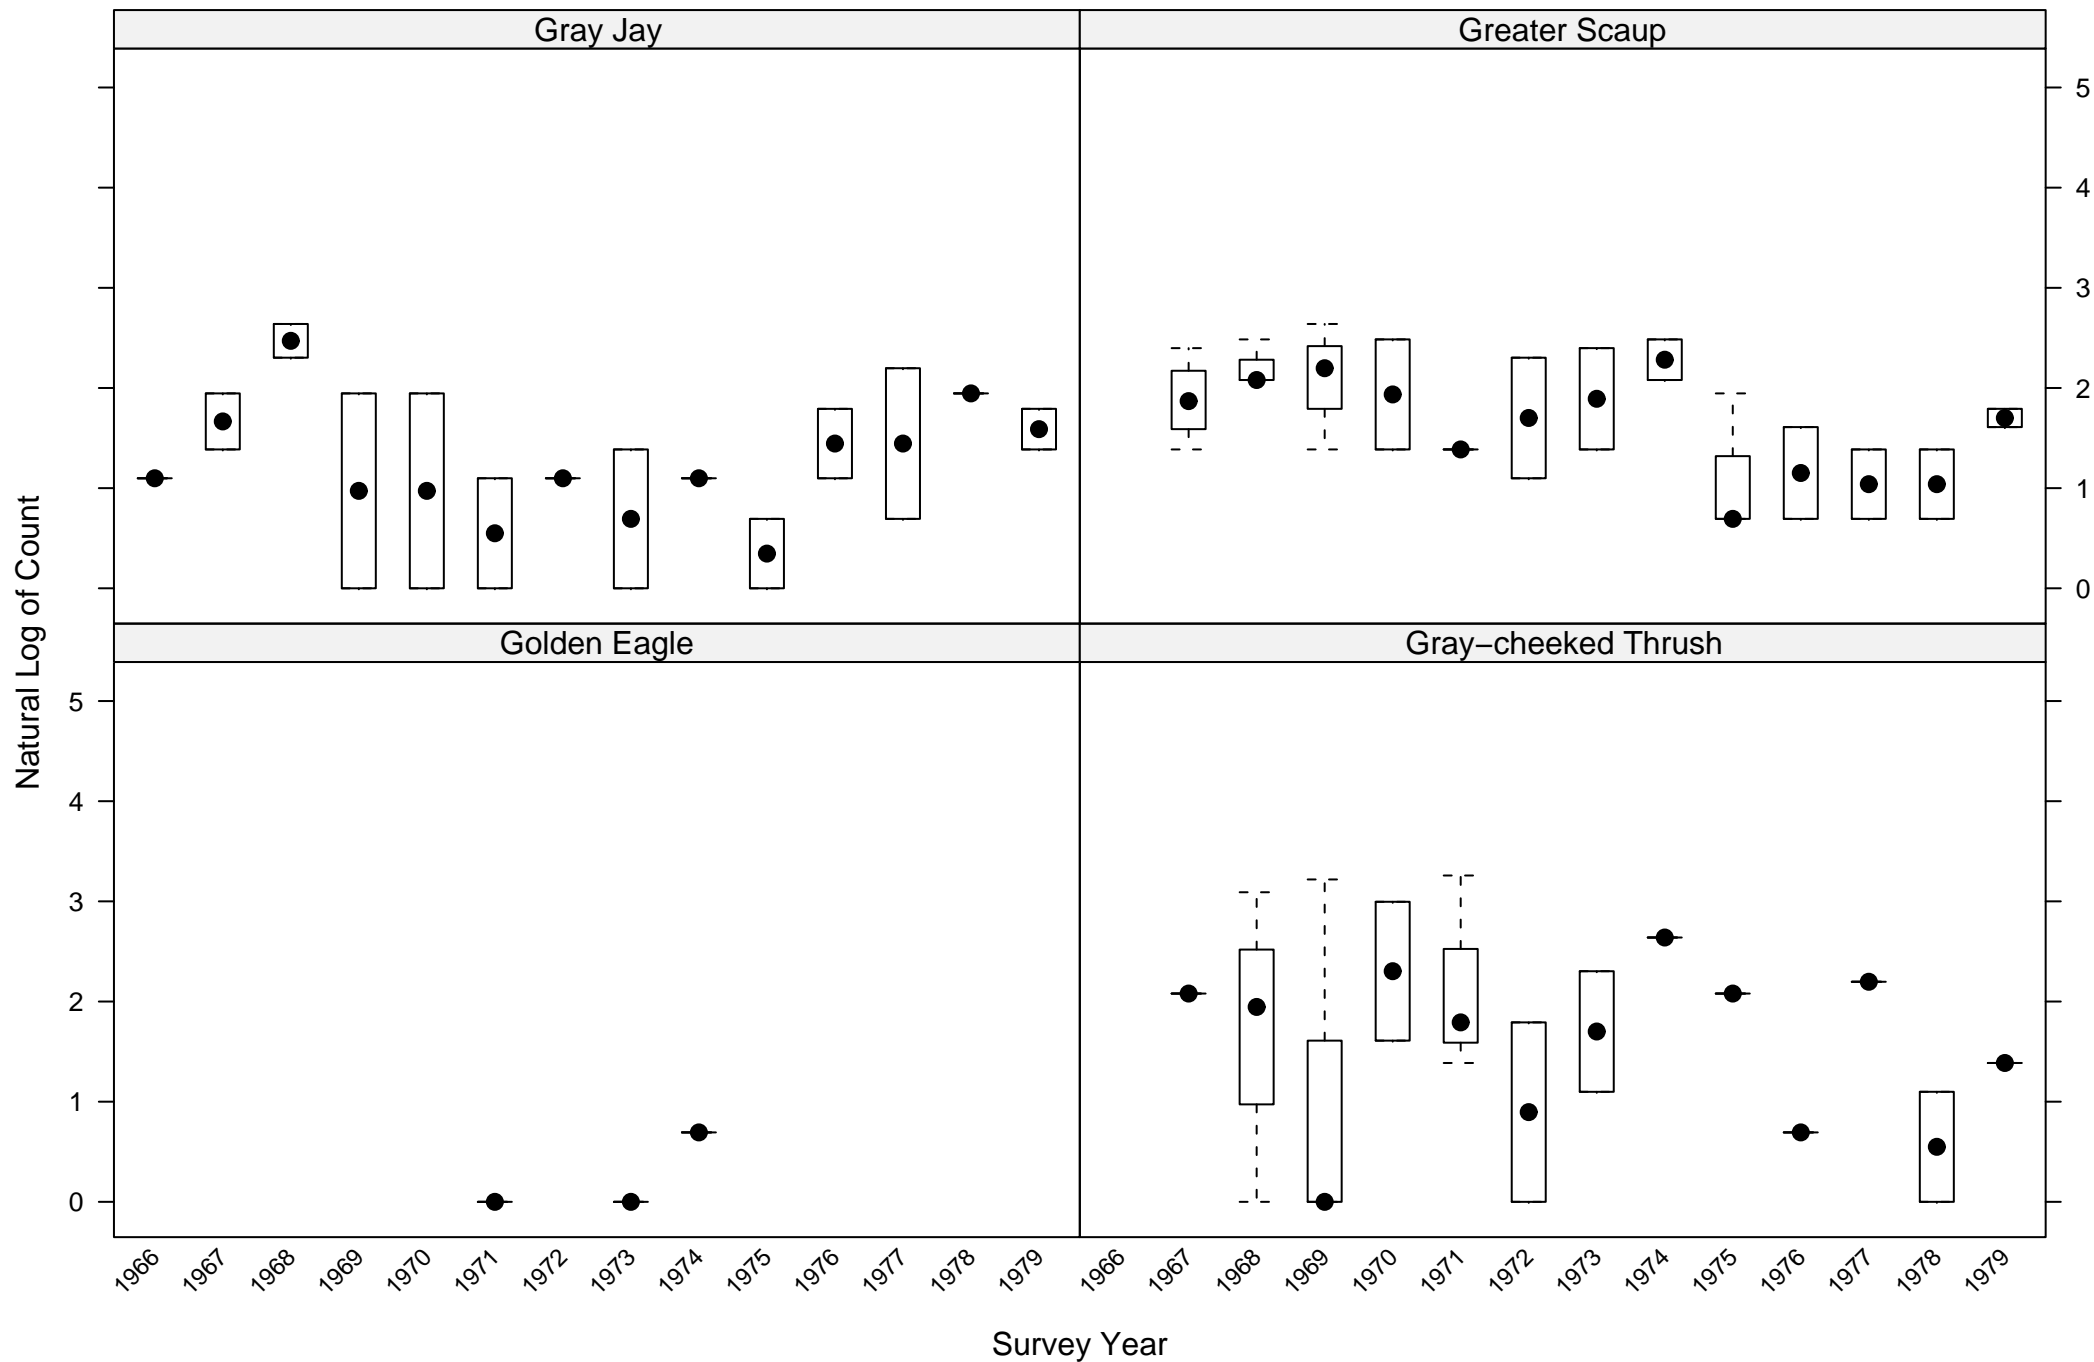 Gray Jay
Greater Scaup
5
4
3
2
1
0
Natural Log of Count
Golden Eagle
Gray−cheeked Thrush
5
4
3
2
1
0
1966 1967 1968 1969 1970 1971 1972 1973 1974 1975 1976 1977 1978 1979
1966 1967 1968 1969 1970 1971 1972 1973 1974 1975 1976 1977 1978 1979
Survey Year